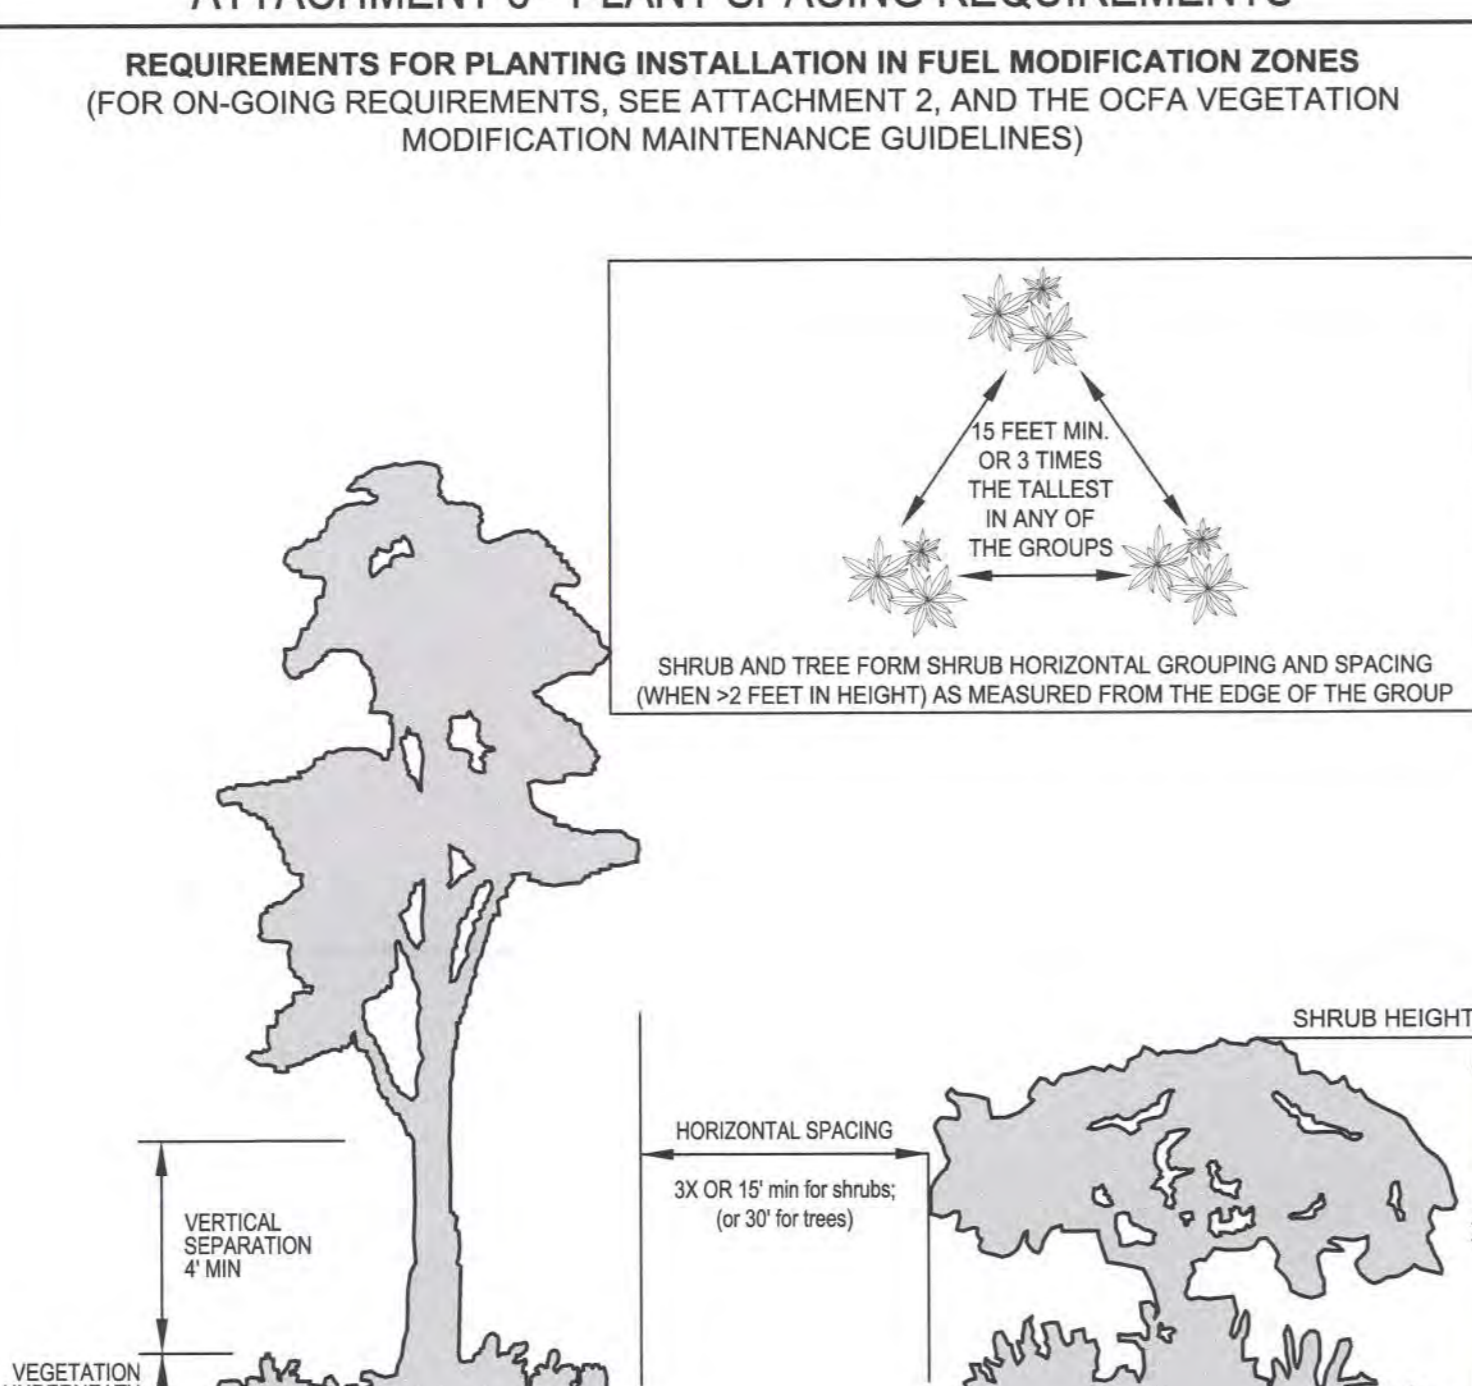 ATTACHMENT PLANT SPACING REQUIREMENTS
REQUIREMENTS FOR PLANTING INSTALLATION IN FUEL MODIFICATION ZONES
(FOR ON-GOING REQUIREMENTS, SEE ATTACHMENT 2, AND THE OCFA VEGETATION
MODIFICATION MAINTENANCE GUIDELINES)
15 FEET MIN.
OR 3 TIMES
THE TALLEST
IN ANY OF
THE GROUPS
SHRUB AND TREE FORM SHRUB HORIZONTAL GROUPING AND SPACING
(WHEN >2 FEET IN HEIGHT) AS MEASURED FROM THE EDGE OF THE GROUP
SHRUB HEIGHT
HORIZONTAL SPACING
3X OR 15' min for shrubs;
(or 30' for trees)
VERTICAL
SEPARATION
4' MIN
VEGETATION